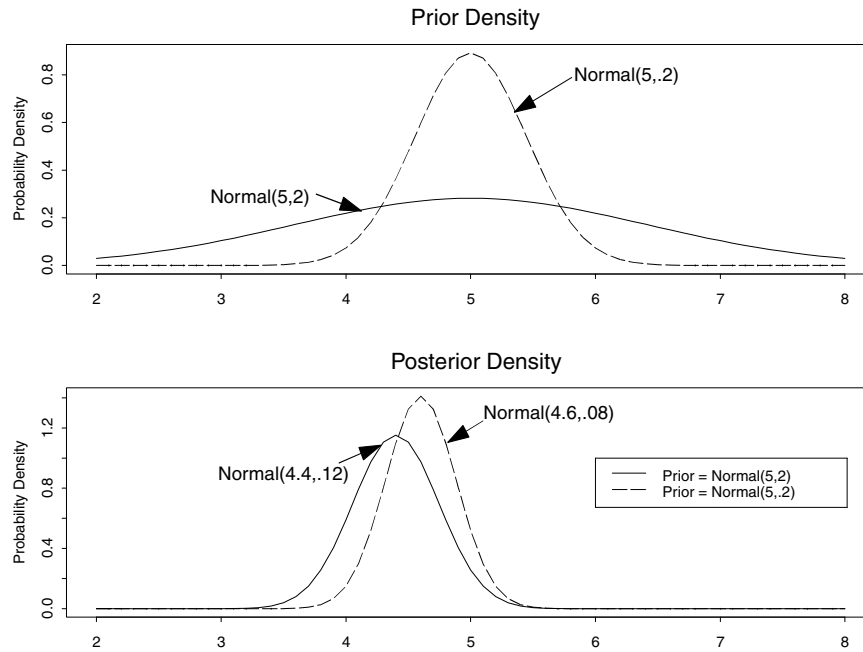 Prior Density
Probability Density
0.8
0.6
0.4
0.2
0.0
Normal(5,.2)
Normal(5,2)
2 3 4 5 6 7 8
Posterior Density
Probability Density
1.2
0.8
0.4
0.0
Normal(4.6,.08)
Normal(4.4,.12)
Prior = Normal(5,2)
Prior = Normal(5,.2)
2 3 4 5 6 7 8